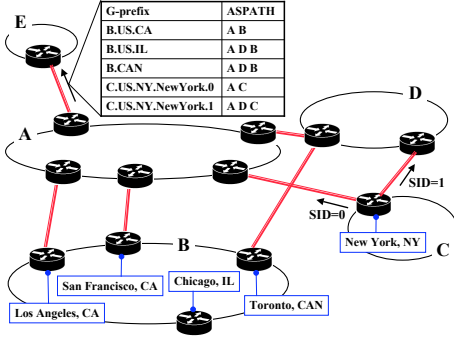 G-prefix ASPATH
B.US.CA A B
B.US.IL A D B
B.CAN A D B
C.US.NY.NewYork.0 A C
C.US.NY.NewYork.1 A D C
E
D
A
SID=1
SID=0
New York, NY
C
B
San Francisco, CA
Chicago, IL
Los Angeles, CA
Toronto, CAN